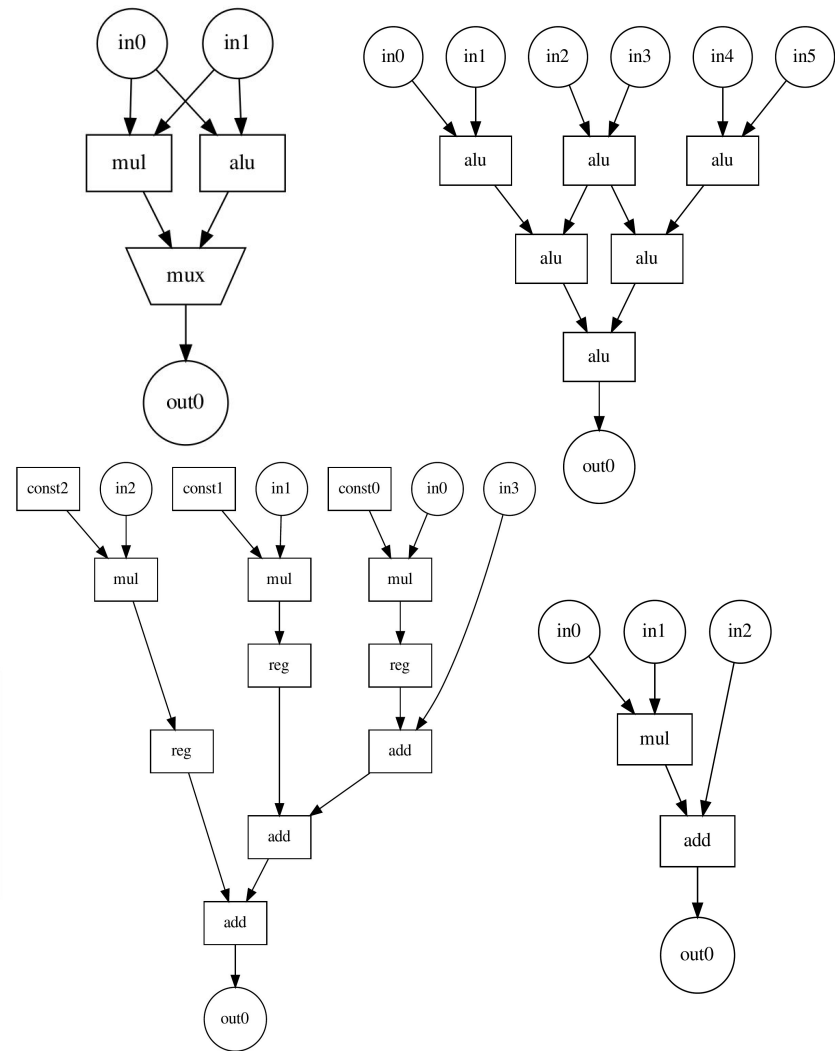 in0 in1
mul alu
mux
out0
in0 in1 in2 in3 in4 in5
alu alu alu
alu alu
alu
out0
const2 in2 const1 in1 const0 in0 in3
mul mul mul
reg reg
reg add
add
add
out0
in0 in1 in2
mul
add
out0